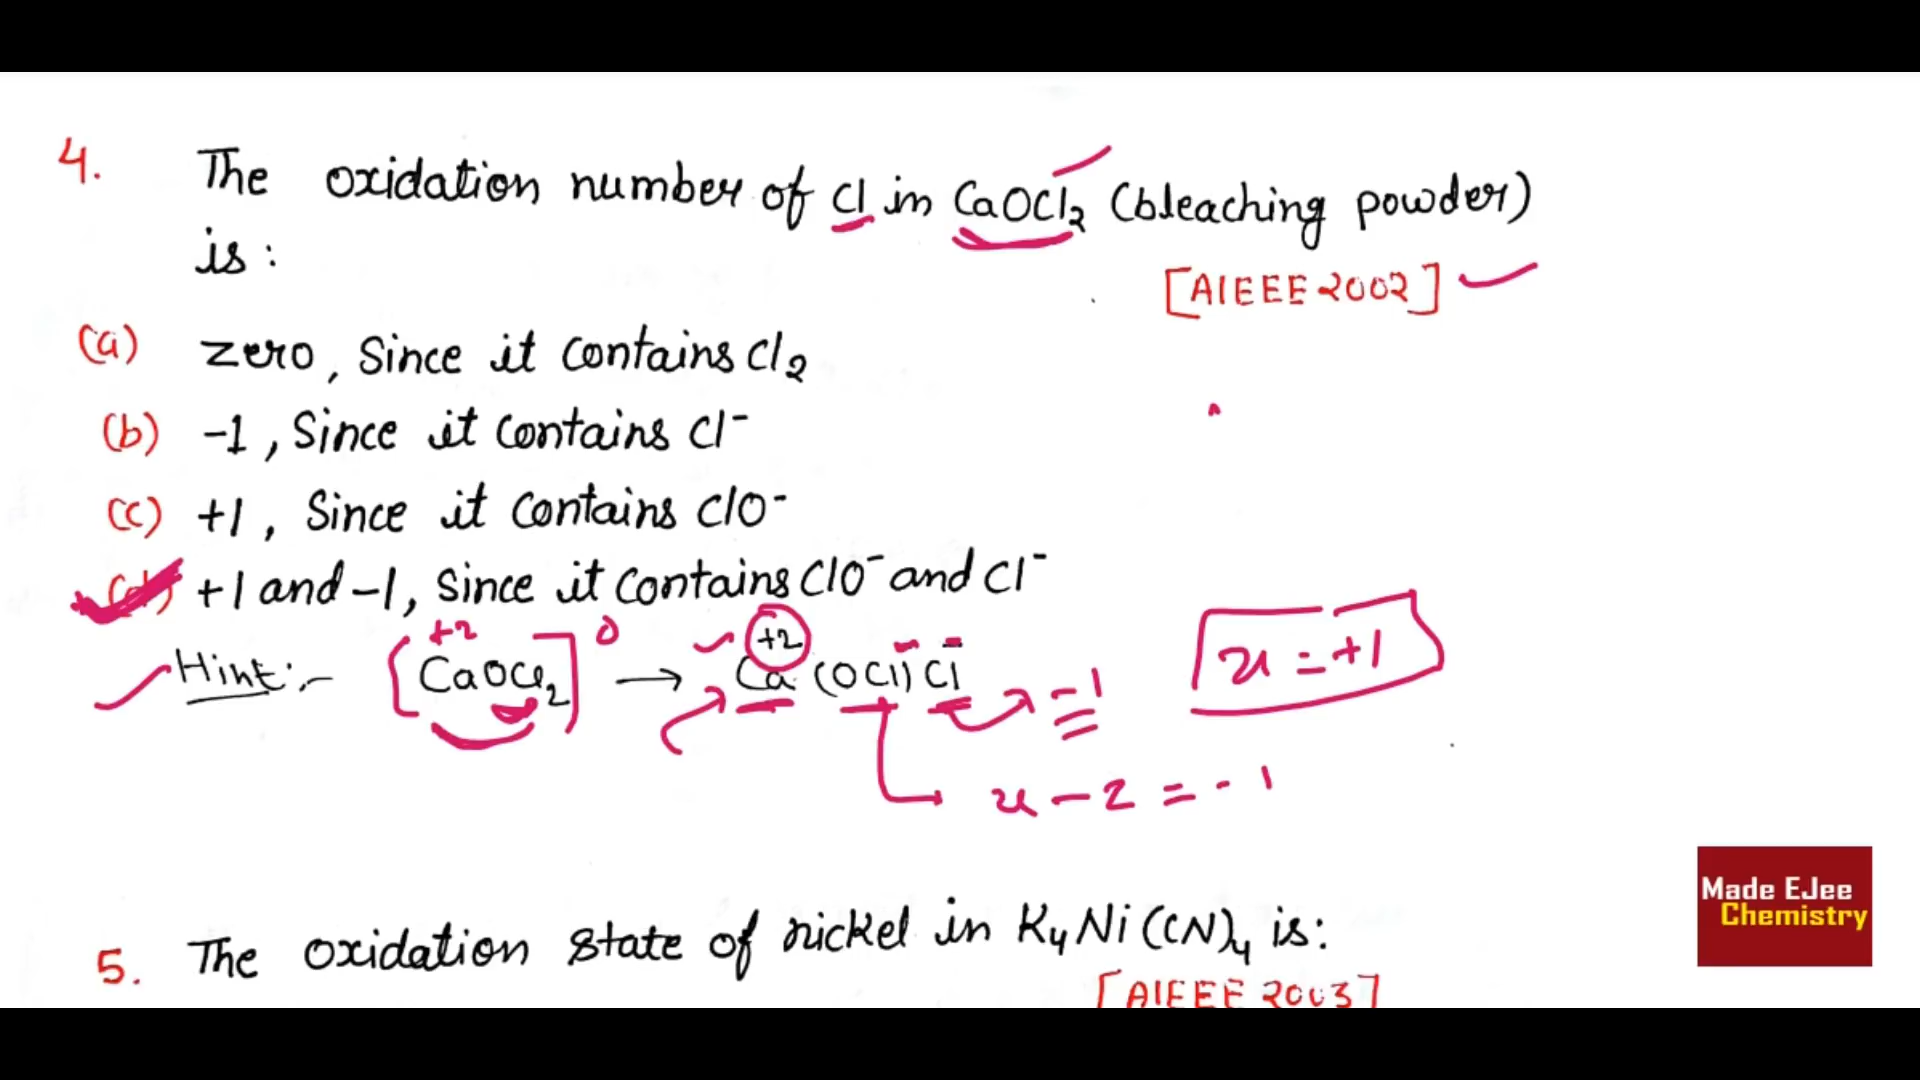 4. The oxidation number of Cl in CaOCl₂ (bleaching powder)
is:
[AIEEE 2002]
(a) zero, Since it contains Cl₂
(b) -1, Since it contains Cl⁻
(c) +1, Since it contains ClO⁻
(d) +1 and -1, Since it contains ClO⁻ and Cl⁻
+2 0 +2 - -
Hint:- [CaOCl₂] → Ca (OCl) Cl = -1
x = +1
x - 2 = -1
Made EJee
Chemistry
5. The oxidation state of nickel in K₄Ni(CN)₄ is:
[AIEEE 2003]